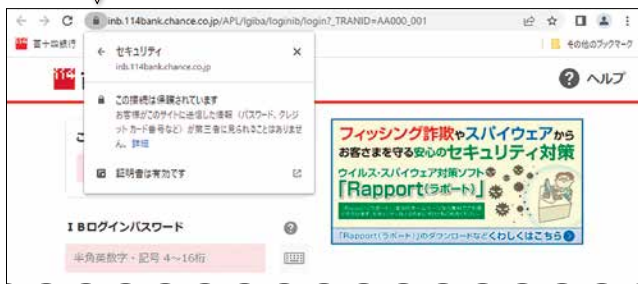 inb.114bank.chance.co.jp/APL/lgiba/loginib/login?_TRANID=AA000_001
百十四銀行
その他のブックマーク
セキュリティ
inb.114bank.chance.co.jp
114
ヘルプ
この接続は保護されています
お客様がこのサイトに送信した情報（パスワード、クレジ
ットカード番号など）が第三者に見られることはありませ
ん。詳細
証明書は有効です
フィッシング詐欺やスパイウェアから
お客さまを守る安心のセキュリティ対策
ウイルス・スパイウェア対策ソフト
「Rapport(ラポート)」
「Rapport(ラポート)」のダウンロードなどくわしくはこちら
IBログインパスワード
半角英数字・記号 4～16桁